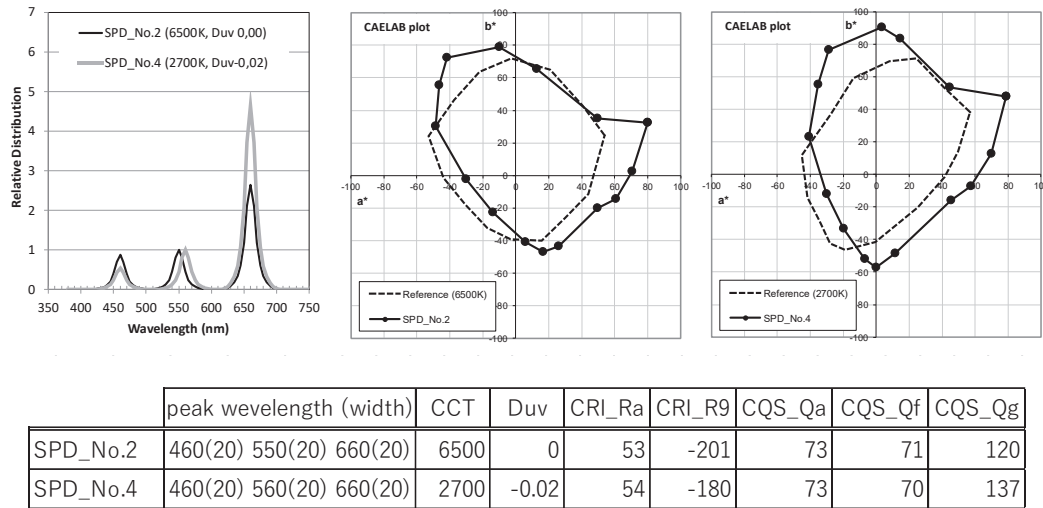 7
6
5
4
3
2
1
0
350 400 450 500 550 600 650 700 750
Relative Distribution
Wavelength (nm)
SPD_No.2 (6500K, Duv 0,00)
SPD_No.4 (2700K, Duv-0,02)
CAELAB plot
b*
100
80
60
40
20
0
-100 -80 -60 -40 -20 0 20 40 60 80 100
a*
-20
-40
-60
-80
-100
Reference (6500K)
SPD_No.2
CAELAB plot
b*
100
80
60
40
20
0
-100 -80 -60 -40 -20 0 20 40 60 80 100
a*
-20
-40
-60
-80
-100
Reference (2700K)
SPD_No.4
peak wevelength (width) CCT Duv CRI_Ra CRI_R9 CQS_Qa CQS_Qf CQS_Qg
SPD_No.2 460(20) 550(20) 660(20) 6500 0 53 -201 73 71 120
SPD_No.4 460(20) 560(20) 660(20) 2700 -0.02 54 -180 73 70 137